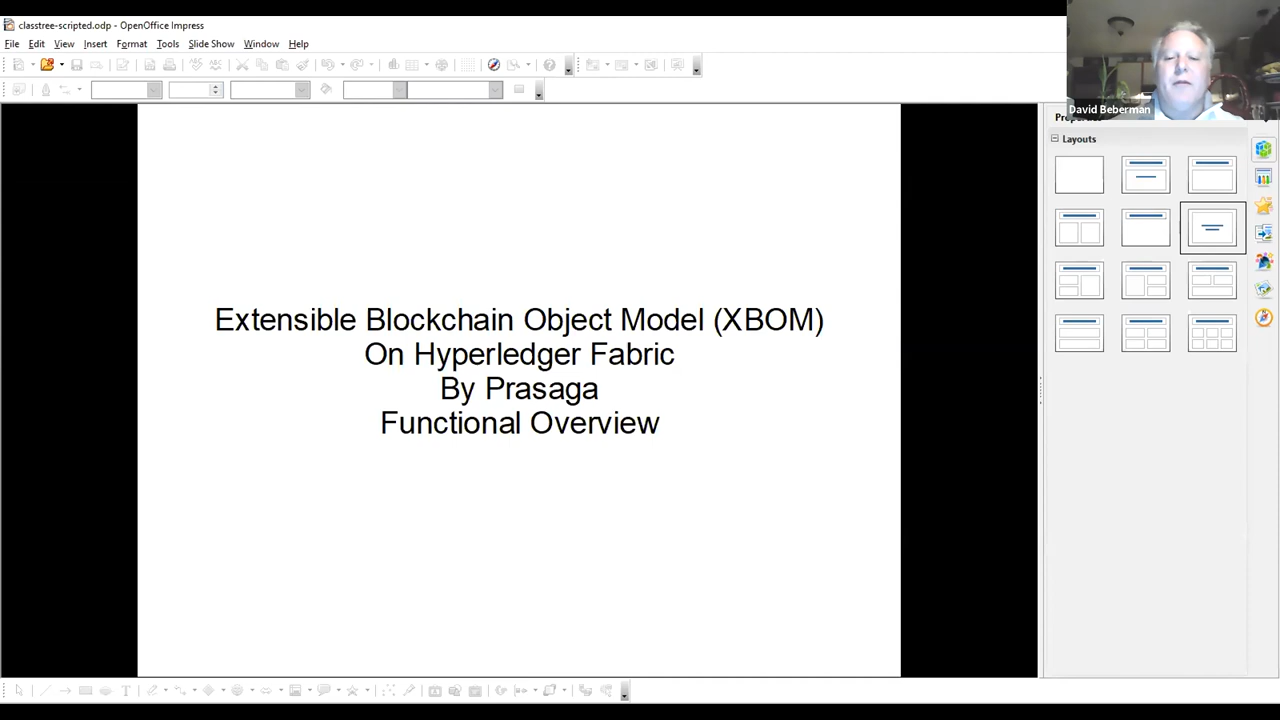 classtree-scripted.odp - OpenOffice Impress
File Edit View Insert Format Tools Slide Show Window Help
David Beberman
Layouts
Extensible Blockchain Object Model (XBOM)
On Hyperledger Fabric
By Prasaga
Functional Overview